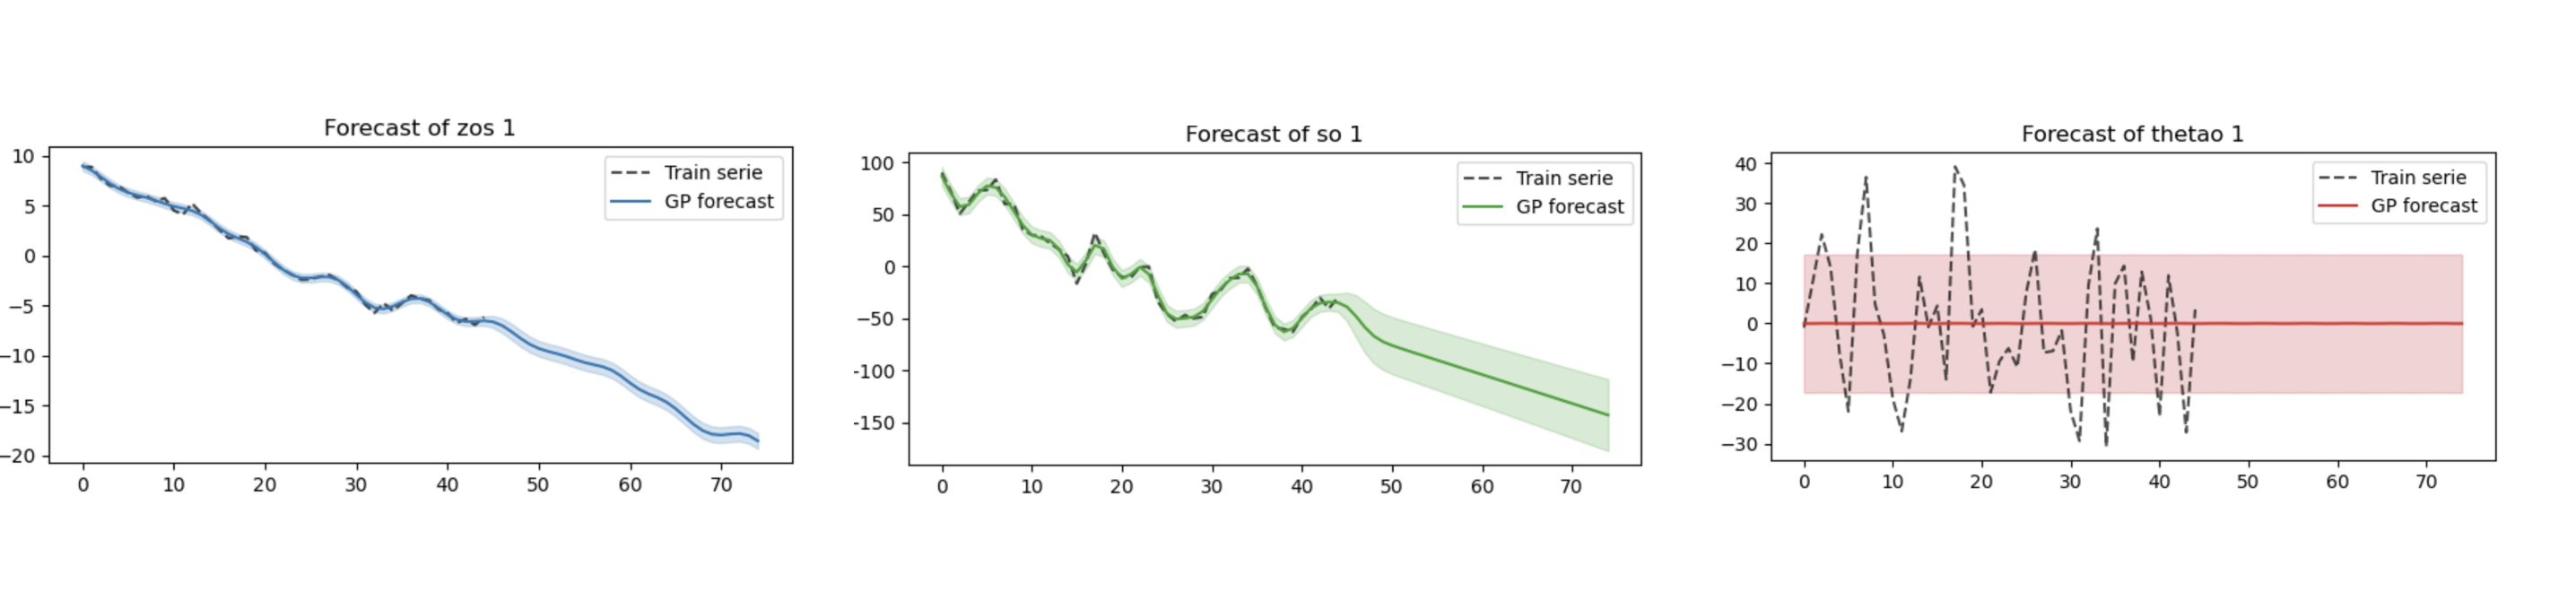 Forecast of zos 1
10
5
0
−5
−10
−15
−20
0 10 20 30 40 50 60 70
Train serie
GP forecast
Forecast of so 1
100
50
0
−50
-100
-150
0 10 20 30 40 50 60 70
Train serie
GP forecast
Forecast of thetao 1
40
30
20
10
0
−10
−20
−30
0 10 20 30 40 50 60 70
Train serie
GP forecast